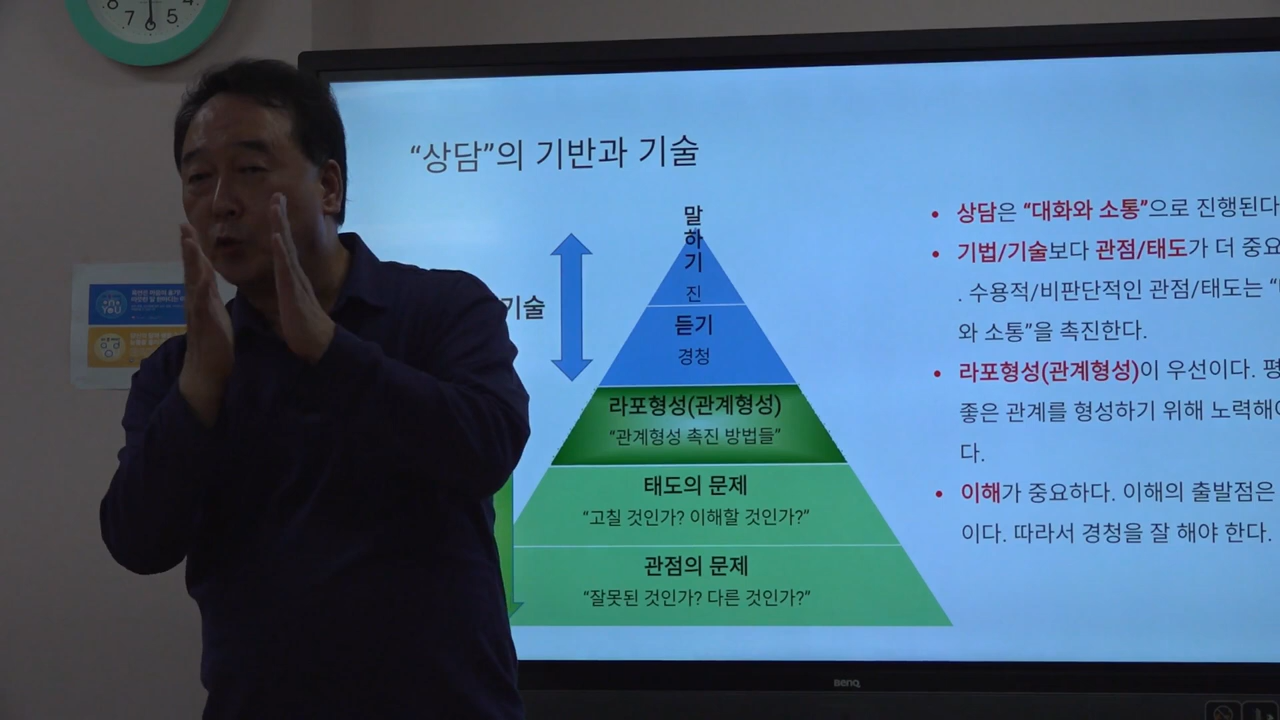 “상담”의 기반과 기술
말
하
기
진
듣기
경청
기술
라포형성(관계형성)
“관계형성 촉진 방법들”
태도의 문제
“고칠 것인가? 이해할 것인가?”
관점의 문제
“잘못된 것인가? 다른 것인가?”
• 상담은 “대화와 소통”으로 진행된다
• 기법/기술보다 관점/태도가 더 중요
. 수용적/비판단적인 관점/태도는
와 소통”을 촉진한다.
• 라포형성(관계형성)이 우선이다. 평
좋은 관계를 형성하기 위해 노력해야
다.
• 이해가 중요하다. 이해의 출발점은
이다. 따라서 경청을 잘 해야 한다.
BenQ
7 6 5
YOU